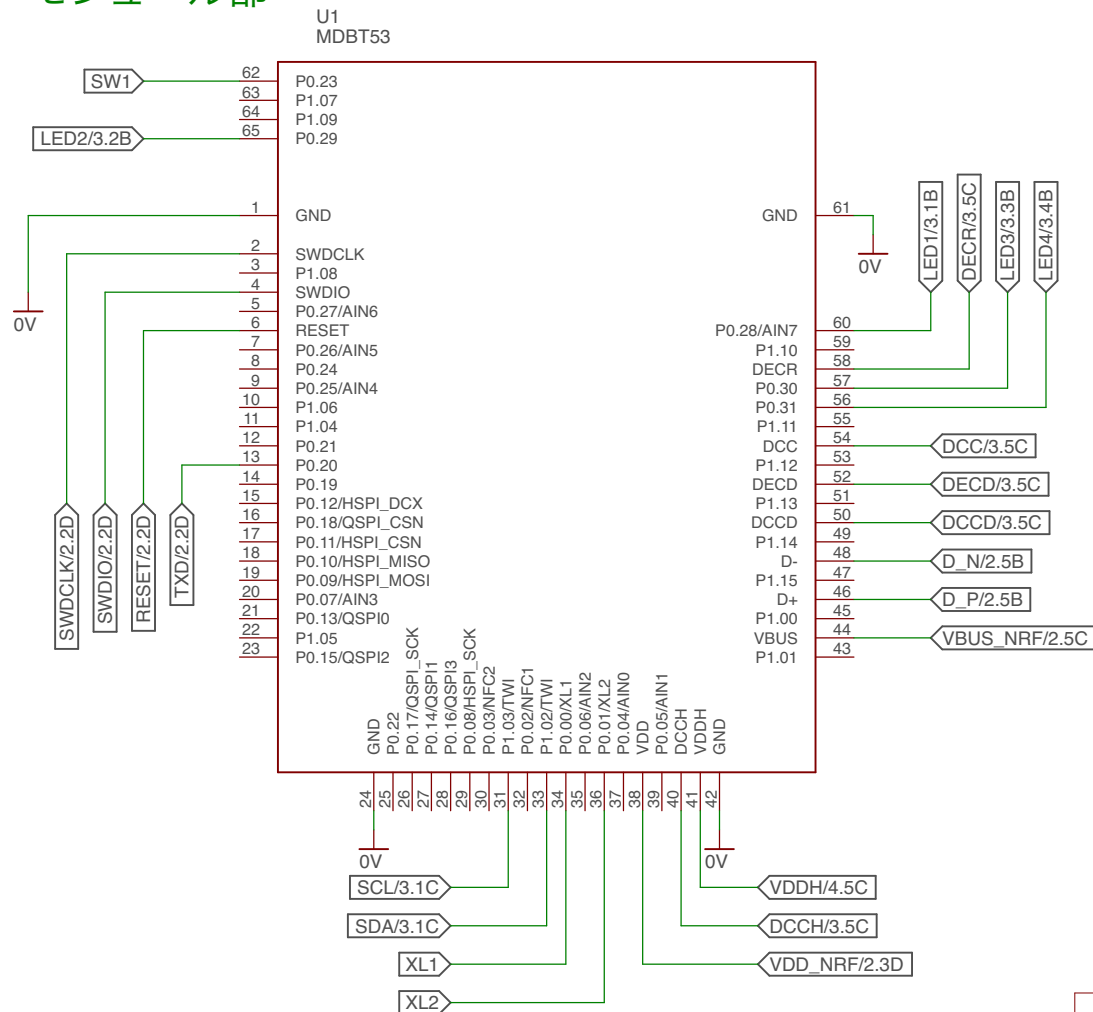 モジュール部
U1
MDBT53
SW1
62 P0.23
63 P1.07
64 P1.09
LED2/3.2B
65 P0.29
1 GND
0V
2 SWDCLK
3 P1.08
4 SWDIO
5 P0.27/AIN6
6 RESET
7 P0.26/AIN5
8 P0.24
9 P0.25/AIN4
10 P1.06
11 P1.04
12 P0.21
13 P0.20
14 P0.19
15 P0.12/HSPI_DCX
16 P0.18/QSPI_CSN
17 P0.11/HSPI_CSN
18 P0.10/HSPI_MISO
19 P0.09/HSPI_MOSI
20 P0.07/AIN3
21 P0.13/QSPI0
22 P1.05
23 P0.15/QSPI2
SWDCLK/2.2D
SWDIO/2.2D
RESET/2.2D
TXD/2.2D
GND 61
0V
LED1/3.1B
DECR/3.5C
LED3/3.3B
LED4/3.4B
P0.28/AIN7 60
P1.10 59
DECR 58
P0.30 57
P0.31 56
P1.11 55
DCC 54
DCC/3.5C
P1.12 53
DECD 52
DECD/3.5C
P1.13 51
DCCD 50
DCCD/3.5C
P1.14 49
D- 48
D_N/2.5B
P1.15 47
D+ 46
D_P/2.5B
P1.00 45
VBUS 44
VBUS_NRF/2.5C
P1.01 43
GND 24
P0.22 25
P0.17/QSPI_SCK 26
P0.14/QSPI1 27
P0.16/QSPI3 28
P0.08/HSPI_SCK 29
P0.03/NFC2 30
P1.03/TWI 31
P0.02/NFC1 32
P1.02/TWI 33
P0.00/XL1 34
P0.06/AIN2 35
P0.01/XL2 36
P0.04/AIN0 37
VDD 38
P0.05/AIN1 39
DCCH 40
VDDH 41
GND 42
0V
0V
SCL/3.1C
VDDH/4.5C
SDA/3.1C
DCCH/3.5C
XL1
VDD_NRF/2.3D
XL2